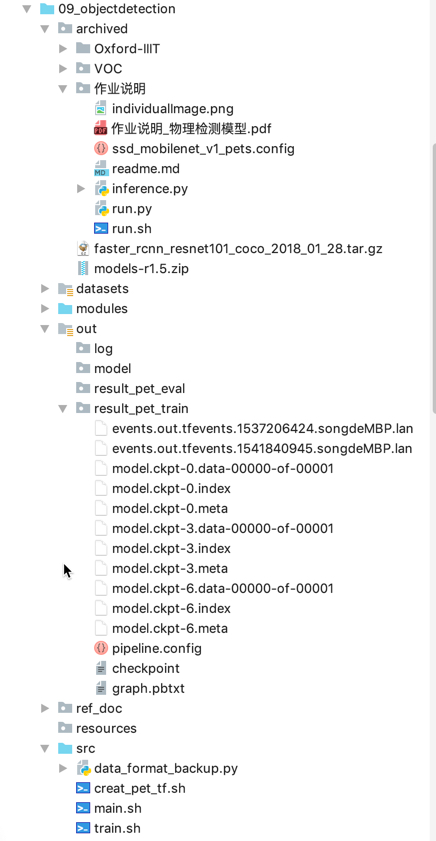 09_objectdetection
archived
Oxford-IIIT
VOC
作业说明
individualImage.png
作业说明_物理检测模型.pdf
ssd_mobilenet_v1_pets.config
readme.md
inference.py
run.py
run.sh
faster_rcnn_resnet101_coco_2018_01_28.tar.gz
models-r1.5.zip
datasets
modules
out
log
model
result_pet_eval
result_pet_train
events.out.tfevents.1537206424.songdeMBP.lan
events.out.tfevents.1541840945.songdeMBP.lan
model.ckpt-0.data-00000-of-00001
model.ckpt-0.index
model.ckpt-0.meta
model.ckpt-3.data-00000-of-00001
model.ckpt-3.index
model.ckpt-3.meta
model.ckpt-6.data-00000-of-00001
model.ckpt-6.index
model.ckpt-6.meta
pipeline.config
checkpoint
graph.pbtxt
ref_doc
resources
src
data_format_backup.py
creat_pet_tf.sh
main.sh
train.sh